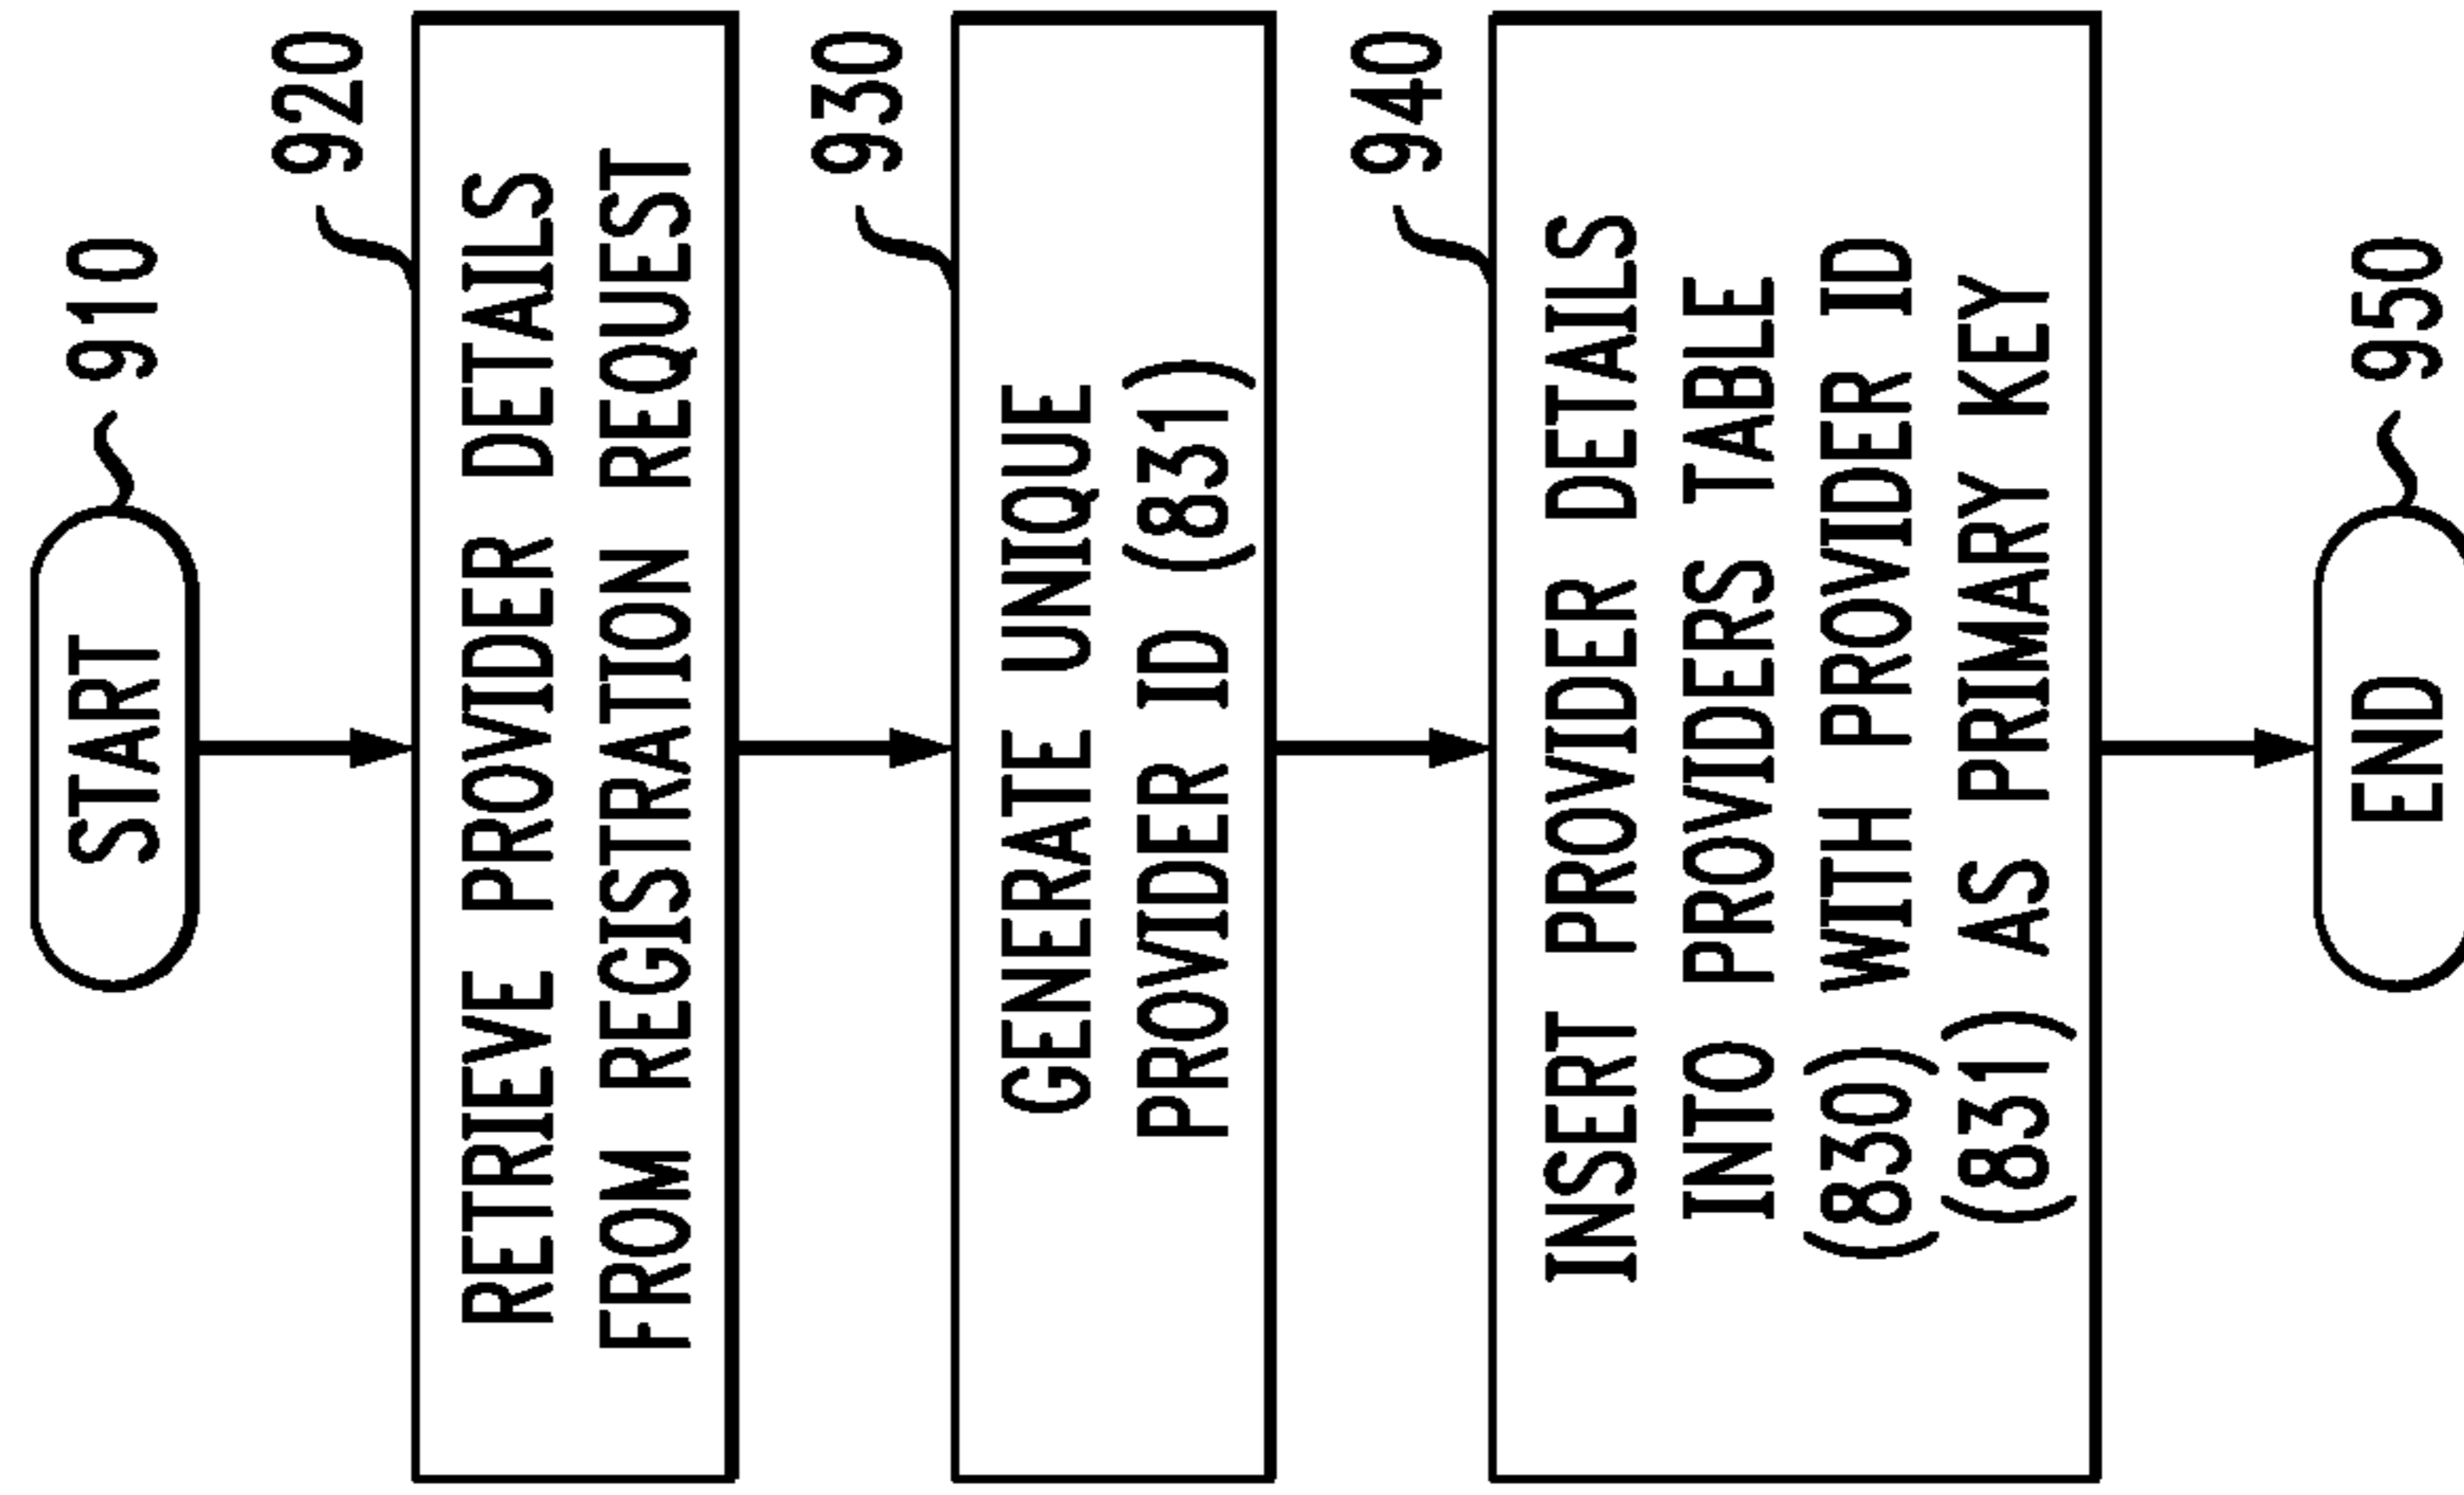 START
910
920
RETRIEVE PROVIDER DETAILS
FROM REGISTRATION REQUEST
930
GENERATE UNIQUE
PROVIDER ID (831)
940
INSERT PROVIDER DETAILS
INTO PROVIDERS TABLE
(830) WITH PROVIDER ID
(831) AS PRIMARY KEY
END
950